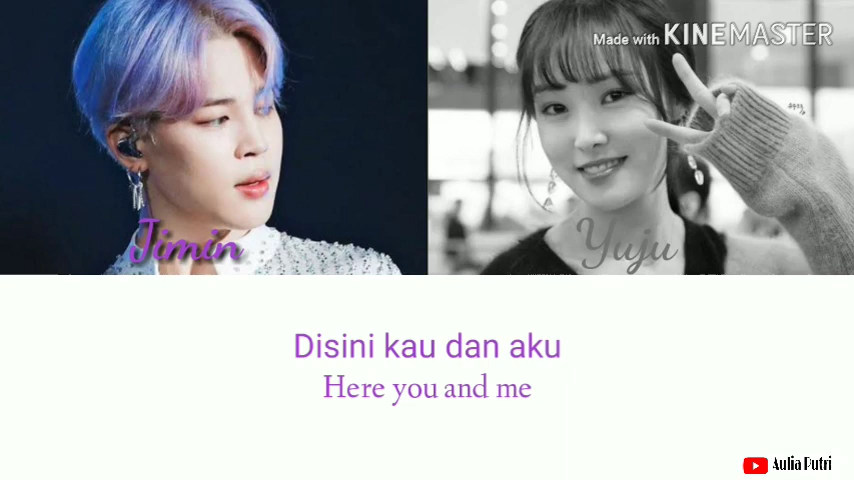 Made with KINEMASTER
Jimin
Yuju
Disini kau dan aku
Here you and me
Aulia Putri